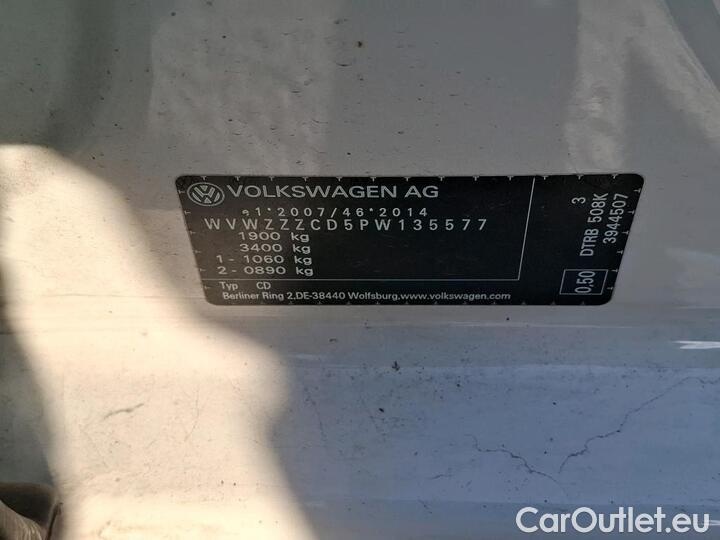 VOLKSWAGEN AG
e1*2007/46*2014
WVWZZZCD5PW135577
1900 kg
3400 kg
1 - 1060 kg
2 - 0890 kg
Typ CD
Berliner Ring 2,DE-38440 Wolfsburg,www.volkswagen.com
3
DTRB 508K
3944507
0,50
CarOutlet.eu